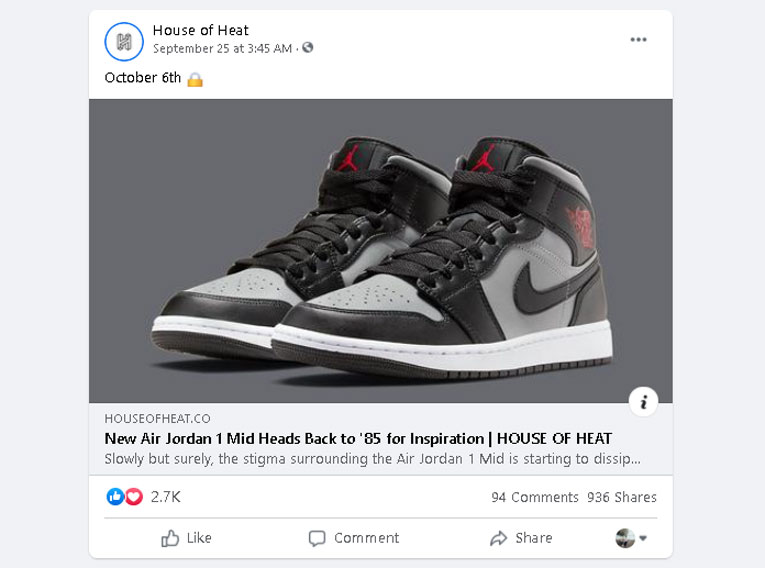 House of Heat
September 25 at 3:45 AM ·
October 6th 🔒
HOUSEOFHEAT.CO
New Air Jordan 1 Mid Heads Back to '85 for Inspiration | HOUSE OF HEAT
Slowly but surely, the stigma surrounding the Air Jordan 1 Mid is starting to dissip...
2.7K 94 Comments 936 Shares
Like Comment Share